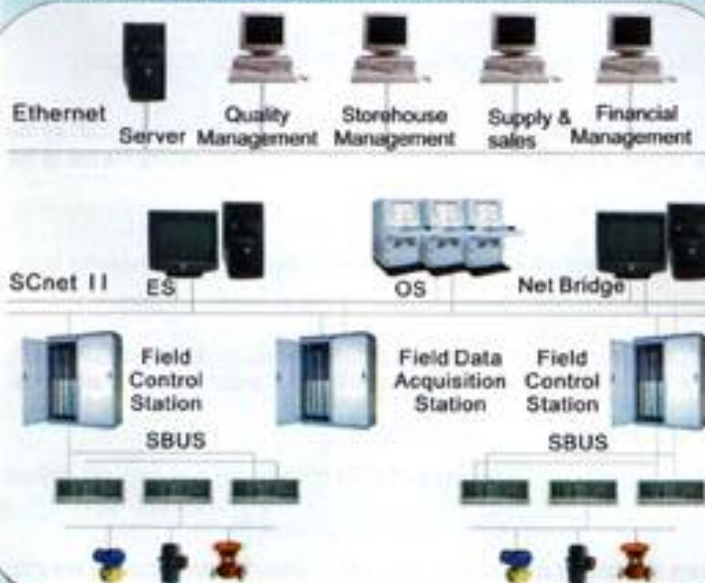 Ethernet
Server
Quality
Management
Storehouse
Management
Supply &
sales
Financial
Management
SCnet II
ES
OS
Net Bridge
Field
Control
Station
Field Data
Acquisition
Station
Field
Control
Station
SBUS
SBUS